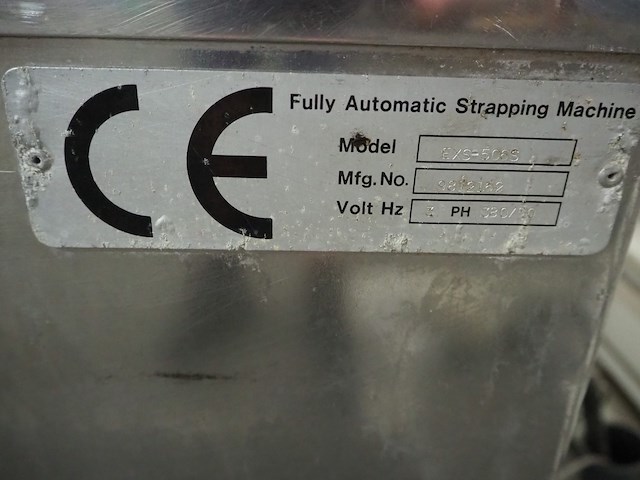 CE
Fully Automatic Strapping Machine
Model
Mfg.No.
Volt Hz PH